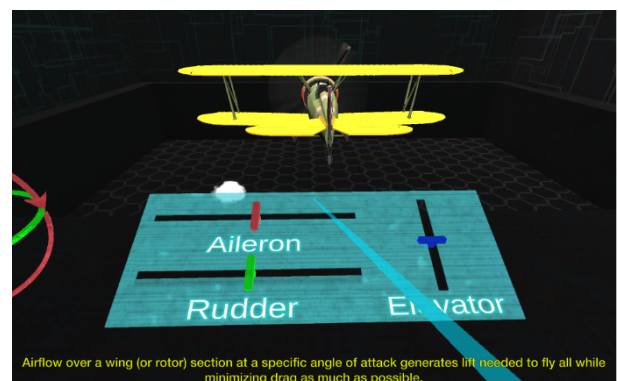 Aileron
Rudder
Elevator
Airflow over a wing (or rotor) section at a specific angle of attack generates lift needed to fly all while
minimizing drag as much as possible.